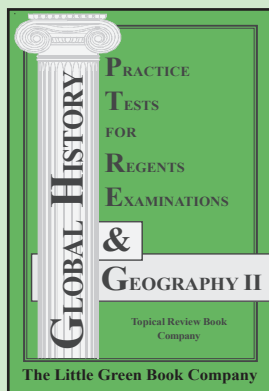 GLOBAL HISTORY
PRACTICE
TESTS
FOR
REGENTS
EXAMINATIONS
&
GEOGRAPHY II
Topical Review Book
Company
The Little Green Book Company